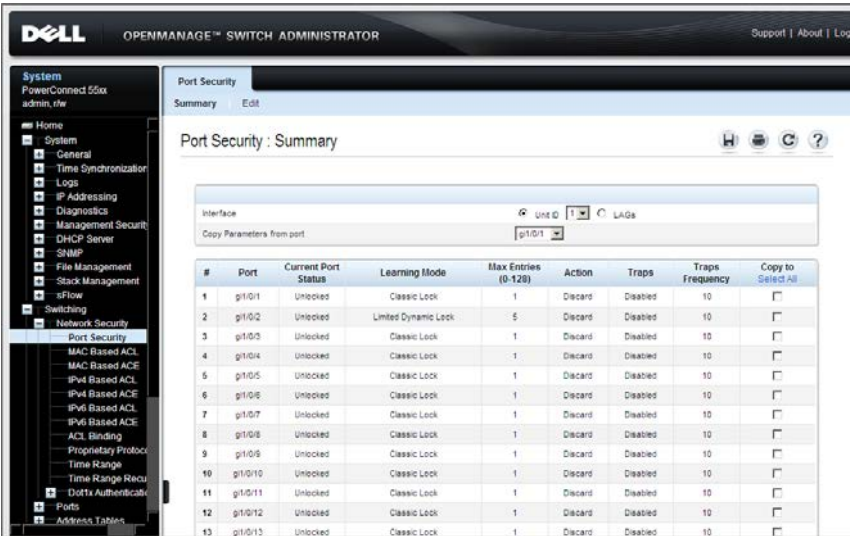 DELL OPENMANAGE™ SWITCH ADMINISTRATOR Support | About | Log
System
PowerConnect 55xx
admin, r/w
Home
System
General
Time Synchronization
Logs
IP Addressing
Diagnostics
Management Securit
DHCP Server
SNMP
File Management
Stack Management
sFlow
Switching
Network Security
Port Security
MAC Based ACL
MAC Based ACE
IPv4 Based ACL
IPv4 Based ACE
IPv6 Based ACL
IPv6 Based ACE
ACL Binding
Proprietary Protoco
Time Range
Time Range Recu
Dot1x Authenticatio
Ports
Address Tables
Port Security
Summary Edit
Port Security : Summary
Interface Unit ID 1 LAGs
Copy Parameters from port gi1/0/1
# Port Current Port Status Learning Mode Max Entries (0-128) Action Traps Traps Frequency Copy to Select All
1 gi1/0/1 Unlocked Classic Lock 1 Discard Disabled 10
2 gi1/0/2 Unlocked Limited Dynamic Lock 5 Discard Disabled 10
3 gi1/0/3 Unlocked Classic Lock 1 Discard Disabled 10
4 gi1/0/4 Unlocked Classic Lock 1 Discard Disabled 10
5 gi1/0/5 Unlocked Classic Lock 1 Discard Disabled 10
6 gi1/0/6 Unlocked Classic Lock 1 Discard Disabled 10
7 gi1/0/7 Unlocked Classic Lock 1 Discard Disabled 10
8 gi1/0/8 Unlocked Classic Lock 1 Discard Disabled 10
9 gi1/0/9 Unlocked Classic Lock 1 Discard Disabled 10
10 gi1/0/10 Unlocked Classic Lock 1 Discard Disabled 10
11 gi1/0/11 Unlocked Classic Lock 1 Discard Disabled 10
12 gi1/0/12 Unlocked Classic Lock 1 Discard Disabled 10
13 gi1/0/13 Unlocked Classic Lock 1 Discard Disabled 10